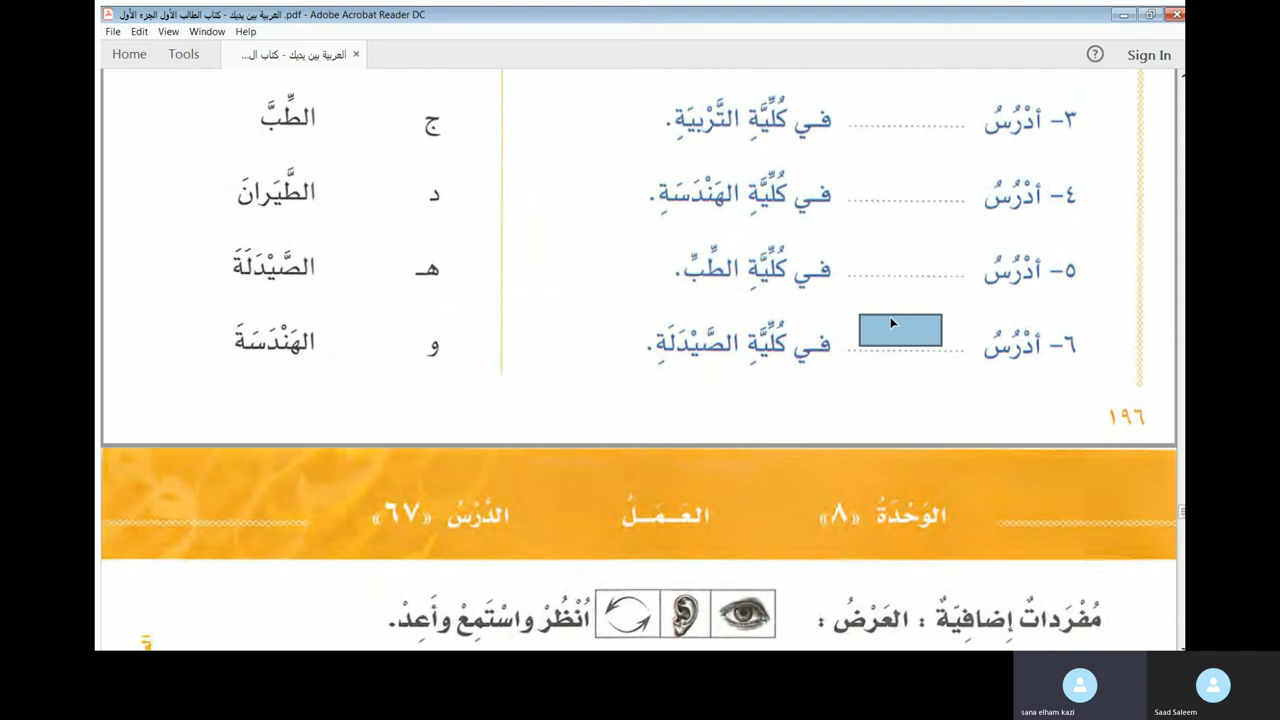 العربية بين يديك - كتاب الطالب الأول الجزء الأول.pdf - Adobe Acrobat Reader DC
File Edit View Window Help
Home Tools العربية بين يديك - كتاب ال... × ? Sign In
٣- أدْرُسُ .................... فـي كُلِّيَّةِ التَّرْبيَةِ.
ج الطِّبَّ
٤- أدْرُسُ .................... فـي كُلِّيَّةِ الهَنْدَسَةِ.
د الطَّيَرانَ
٥- أدْرُسُ .................... فـي كُلِّيَّةِ الطِّبِّ.
هـ الصَّيْدَلَةَ
٦- أدْرُسُ .................... فـي كُلِّيَّةِ الصَّيْدَلَةِ.
و الهَنْدَسَةَ
١٩٦
الوَحْدَةُ «٨» العَـمَـلُ الدَّرْسُ «٦٧»
مُفْرَداتٌ إضافِيّةٌ : العَرْضُ : اُنْظُرْ واسْتَمِعْ وأَعِدْ.
sana elham kazi
Saad Saleem